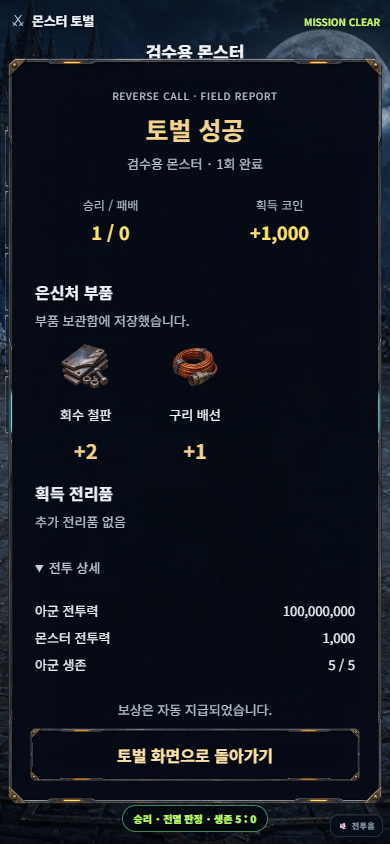 몬스터 토벌
MISSION CLEAR
검수용 몬스터
REVERSE CALL · FIELD REPORT
토벌 성공
검수용 몬스터 · 1회 완료
승리 / 패배
획득 코인
1 / 0
+1,000
은신처 부품
부품 보관함에 저장했습니다.
회수 철판
구리 배선
+2
+1
획득 전리품
추가 전리품 없음
▼ 전투 상세
아군 전투력
100,000,000
몬스터 전투력
1,000
아군 생존
5 / 5
보상은 자동 지급되었습니다.
토벌 화면으로 돌아가기
승리 · 전멸 판정 · 생존 5 : 0
전투음